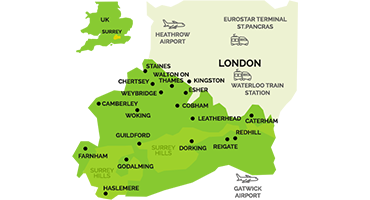 UK
SURREY
HEATHROW
AIRPORT
EUROSTAR TERMINAL
ST.PANCRAS
LONDON
WATERLOO TRAIN
STATION
STAINES
WALTON ON
THAMES
KINGSTON
CHERTSEY
WEYBRIDGE
ESHER
CAMBERLEY
COBHAM
WOKING
LEATHERHEAD
CATERHAM
GUILDFORD
REDHILL
DORKING
REIGATE
SURREY
HILLS
FARNHAM
SURREY
HILLS
GODALMING
HASLEMERE
GATWICK
AIRPORT